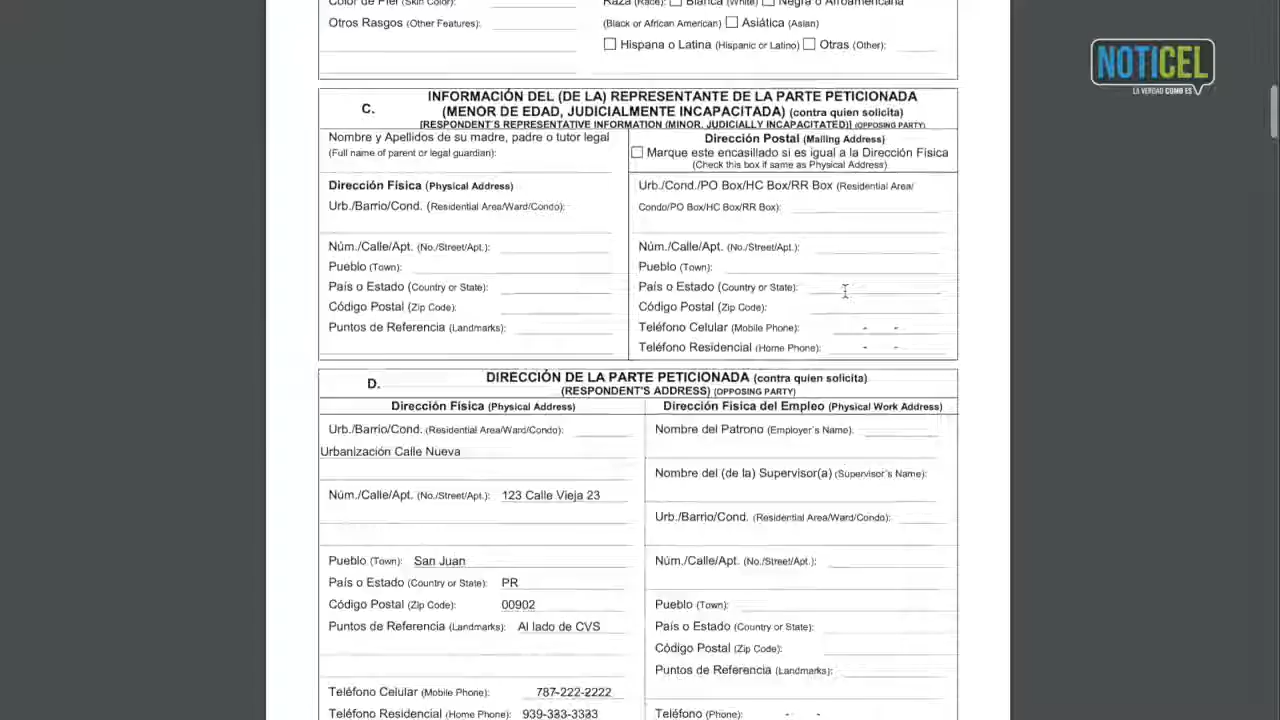 Color de Piel (Skin Color):
Otros Rasgos (Other Features):
Raza (Race): Blanca (White) Negra o Afroamericana
(Black or African American) Asiática (Asian)
Hispana o Latina (Hispanic or Latino) Otras (Other):
NOTICEL
LA VERDAD COMO ES
C.
INFORMACIÓN DEL (DE LA) REPRESENTANTE DE LA PARTE PETICIONADA
(MENOR DE EDAD, JUDICIALMENTE INCAPACITADA) (contra quien solicita)
[RESPONDENT'S REPRESENTATIVE INFORMATION (MINOR, JUDICIALLY INCAPACITATED)] (OPPOSING PARTY)
Nombre y Apellidos de su madre, padre o tutor legal
(Full name of parent or legal guardian):
Dirección Física (Physical Address)
Urb./Barrio/Cond. (Residential Area/Ward/Condo):
Núm./Calle/Apt. (No./Street/Apt.):
Pueblo (Town):
País o Estado (Country or State):
Código Postal (Zip Code):
Puntos de Referencia (Landmarks):
Dirección Postal (Mailing Address)
Marque este encasillado si es igual a la Dirección Física
(Check this box if same as Physical Address)
Urb./Cond./PO Box/HC Box/RR Box (Residential Area/
Condo/PO Box/HC Box/RR Box):
Núm./Calle/Apt. (No./Street/Apt.):
Pueblo (Town):
País o Estado (Country or State):
Código Postal (Zip Code):
Teléfono Celular (Mobile Phone): - -
Teléfono Residencial (Home Phone): - -
D.
DIRECCIÓN DE LA PARTE PETICIONADA (contra quien solicita)
(RESPONDENT'S ADDRESS) (OPPOSING PARTY)
Dirección Física (Physical Address)
Urb./Barrio/Cond. (Residential Area/Ward/Condo):
Urbanización Calle Nueva
Núm./Calle/Apt. (No./Street/Apt.): 123 Calle Vieja 23
Pueblo (Town): San Juan
País o Estado (Country or State): PR
Código Postal (Zip Code): 00902
Puntos de Referencia (Landmarks): Al lado de CVS
Teléfono Celular (Mobile Phone): 787-222-2222
Teléfono Residencial (Home Phone): 939-333-3333
Dirección Física del Empleo (Physical Work Address)
Nombre del Patrono (Employer's Name):
Nombre del (de la) Supervisor(a) (Supervisor's Name):
Urb./Barrio/Cond. (Residential Area/Ward/Condo):
Núm./Calle/Apt. (No./Street/Apt.):
Pueblo (Town):
País o Estado (Country or State):
Código Postal (Zip Code):
Puntos de Referencia (Landmarks):
Teléfono (Phone): - -